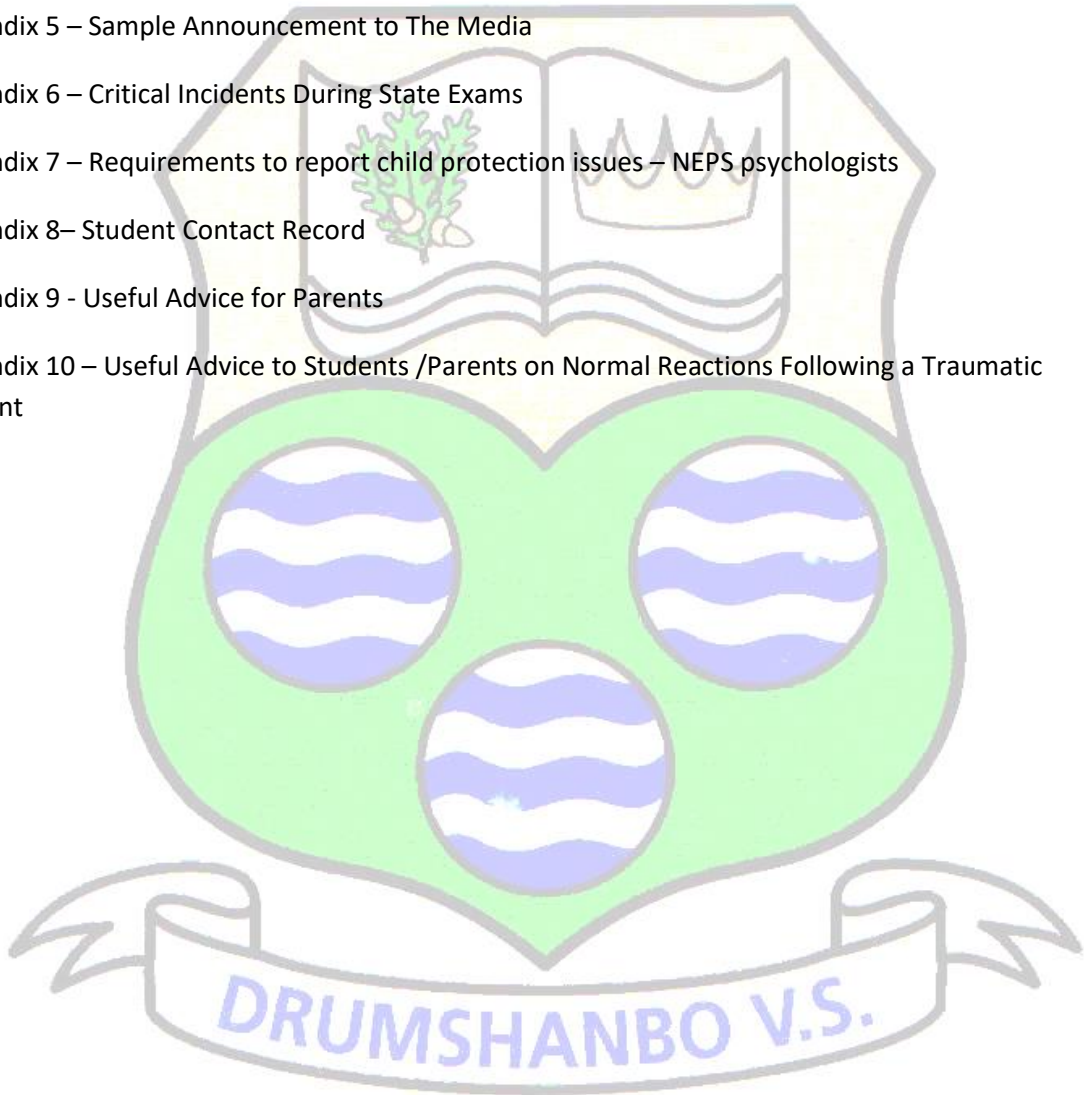 ndix 5 – Sample Announcement to The Media
ndix 6 – Critical Incidents During State Exams
ndix 7 – Requirements to report child protection issues – NEPS psychologists
ndix 8– Student Contact Record
ndix 9 - Useful Advice for Parents
ndix 10 – Useful Advice to Students /Parents on Normal Reactions Following a Traumatic
nt
DRUMSHANBO V.S.